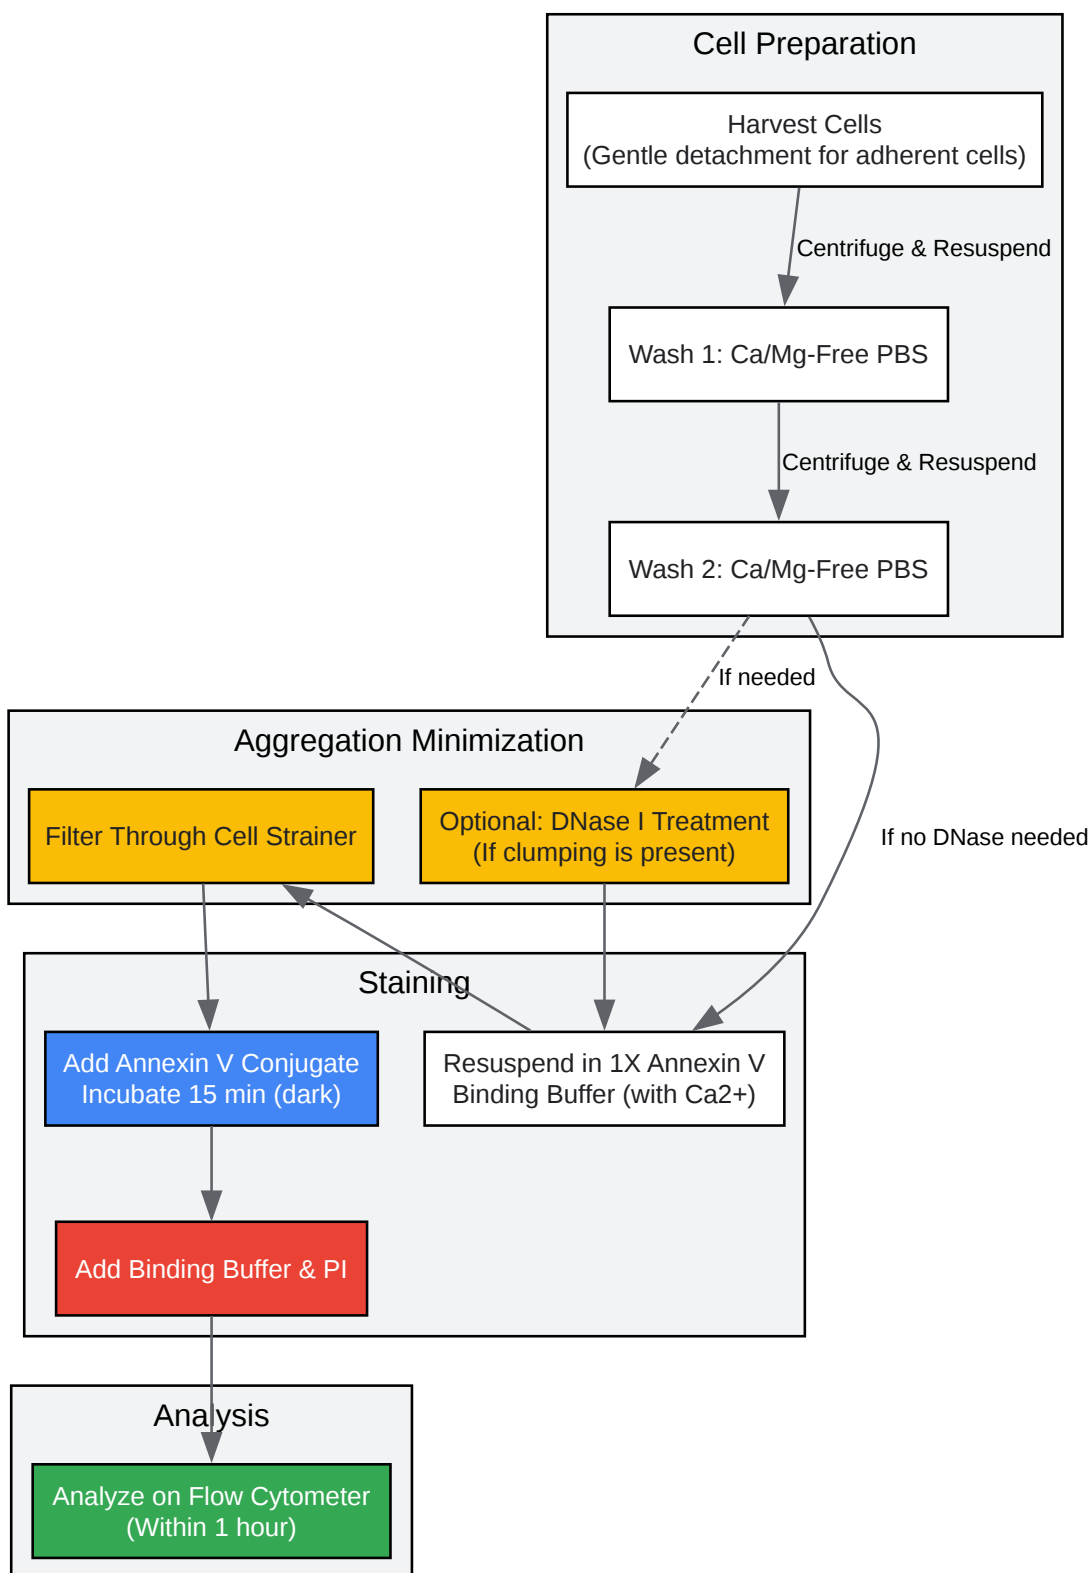 Cell Preparation
Harvest Cells
(Gentle detachment for adherent cells)
Centrifuge & Resuspend
Wash 1: Ca/Mg-Free PBS
Centrifuge & Resuspend
Wash 2: Ca/Mg-Free PBS
If needed
Aggregation Minimization
Filter Through Cell Strainer
Optional: DNase I Treatment
(If clumping is present)
If no DNase needed
Staining
Add Annexin V Conjugate
Incubate 15 min (dark)
Resuspend in 1X Annexin V
Binding Buffer (with Ca2+)
Add Binding Buffer & PI
Analysis
Analyze on Flow Cytometer
(Within 1 hour)